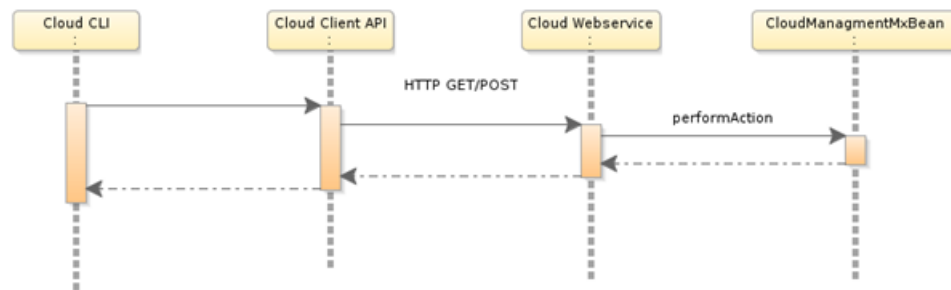 Cloud CLI
:
Cloud Client API
:
Cloud Webservice
:
CloudManagmentMxBean
:
HTTP GET/POST
performAction